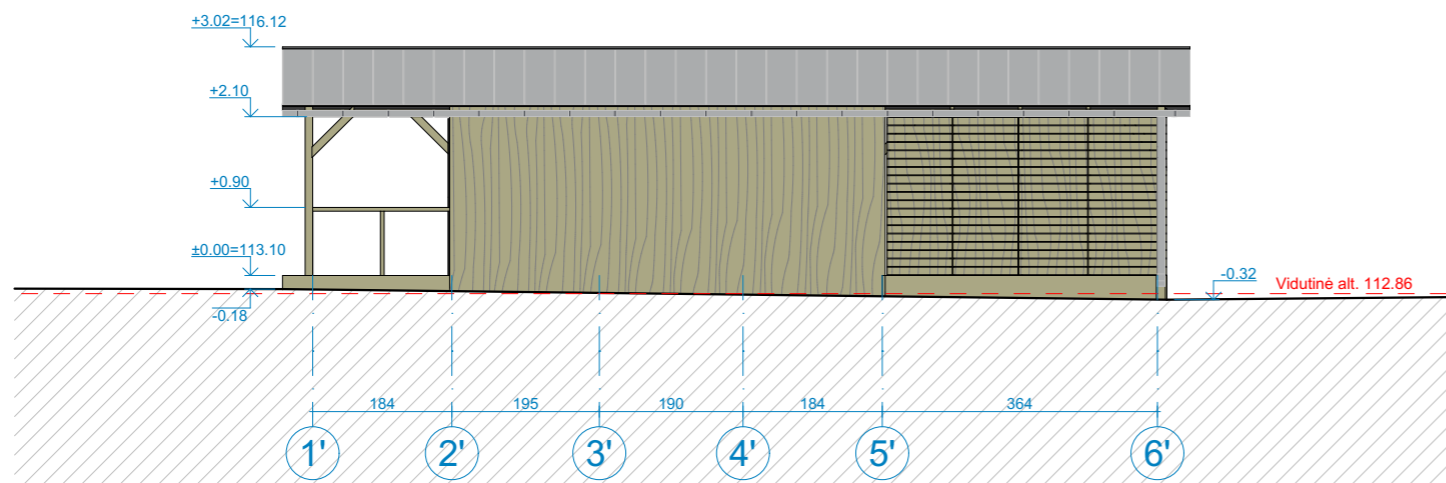 +3.02=116.12
+2.10
+0.90
±0.00=113.10
-0.32
Vidutinė alt. 112.86
-0.18
184 195 190 184 364
1' 2' 3' 4' 5' 6'